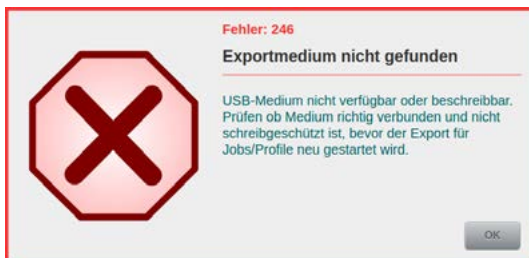 Fehler: 246
Exportmedium nicht gefunden
USB-Medium nicht verfügbar oder beschreibbar.
Prüfen ob Medium richtig verbunden und nicht
schreibgeschützt ist, bevor der Export für
Jobs/Profile neu gestartet wird.
OK